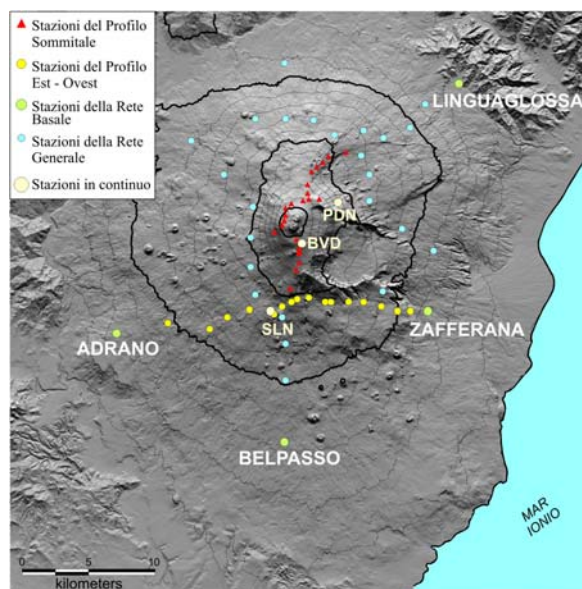 Stazioni del Profilo
Sommitale
Stazioni del Profilo
Est - Ovest
Stazioni della Rete
Basale
Stazioni della Rete
Generale
Stazioni in continuo
LINGUAGLOSSA
PDN
BVD
SLN
ZAFFERANA
ADRANO
BELPASSO
MAR
IONIO
0 5 10
kilometers